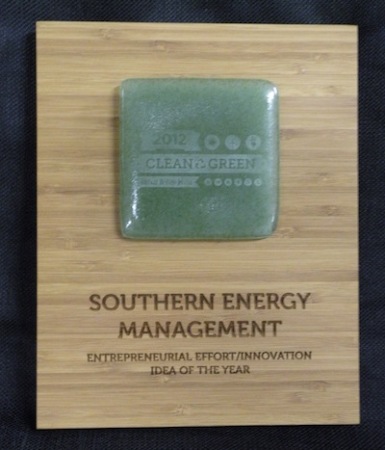 2012
CLEAN & GREEN
SOUTHERN ENERGY
MANAGEMENT
ENTREPRENEURIAL EFFORT/INNOVATION
IDEA OF THE YEAR